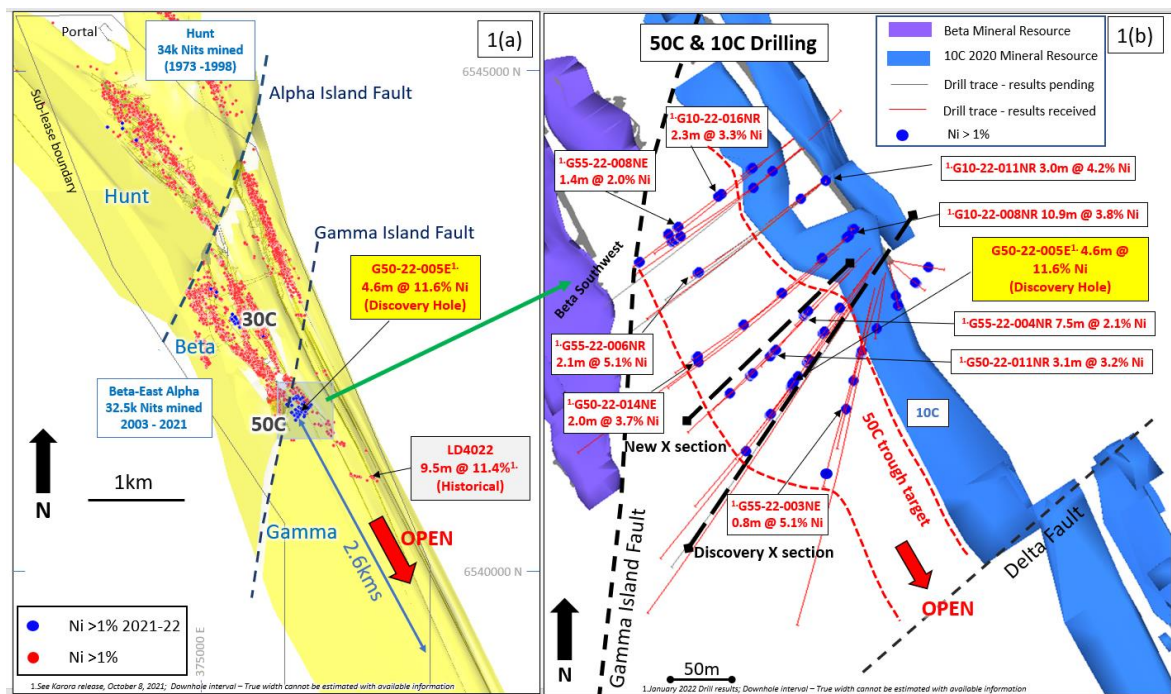 1(a)
Portal
Hunt
34k Nits mined
(1973 -1998)
6545000 N
Sub-lease boundary
Alpha Island Fault
Hunt
Gamma Island Fault
G50-22-005E¹·
4.6m @ 11.6% Ni
(Discovery Hole)
30C
Beta
Beta-East Alpha
32.5k Nits mined
2003 - 2021
50C
LD4022
9.5m @ 11.4%¹·
(Historical)
1km
N
Gamma
OPEN
2.6kms
6540000 N
375000 E
Ni >1% 2021-22
Ni >1%
1.See Karora release, October 8, 2021; Downhole interval – True width cannot be estimated with available information
1(b)
50C & 10C Drilling
Beta Mineral Resource
10C 2020 Mineral Resource
Drill trace - results pending
Drill trace – results received
Ni > 1%
¹·G10-22-016NR
2.3m @ 3.3% Ni
¹·G55-22-008NE
1.4m @ 2.0% Ni
¹·G10-22-011NR 3.0m @ 4.2% Ni
¹·G10-22-008NR 10.9m @ 3.8% Ni
G50-22-005E¹· 4.6m @
11.6% Ni
(Discovery Hole)
Beta Southwest
¹·G55-22-006NR
2.1m @ 5.1% Ni
¹·G55-22-004NR 7.5m @ 2.1% Ni
¹·G50-22-011NR 3.1m @ 3.2% Ni
¹·G50-22-014NE
2.0m @ 3.7% Ni
10C
New X section
50C trough target
¹·G55-22-003NE
0.8m @ 5.1% Ni
Discovery X section
Gamma Island Fault
Delta Fault
OPEN
N
50m
1.January 2022 Drill results; Downhole interval – True width cannot be estimated with available information